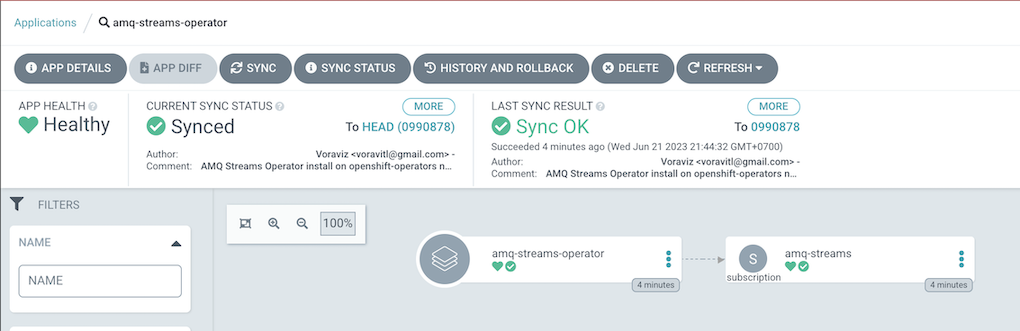 Applications / amq-streams-operator
APP DETAILS APP DIFF SYNC SYNC STATUS HISTORY AND ROLLBACK DELETE REFRESH
APP HEALTH
Healthy
CURRENT SYNC STATUS MORE
Synced To HEAD (0990878)
Author: Voraviz <voravitl@gmail.com> -
Comment: AMQ Streams Operator install on openshift-operators n...
LAST SYNC RESULT MORE
Sync OK To 0990878
Succeeded 4 minutes ago (Wed Jun 21 2023 21:44:32 GMT+0700)
Author: Voraviz <voravitl@gmail.com> -
Comment: AMQ Streams Operator install on openshift-operators n...
FILTERS
NAME
NAME
100%
amq-streams-operator
4 minutes
S
subscription
amq-streams
4 minutes